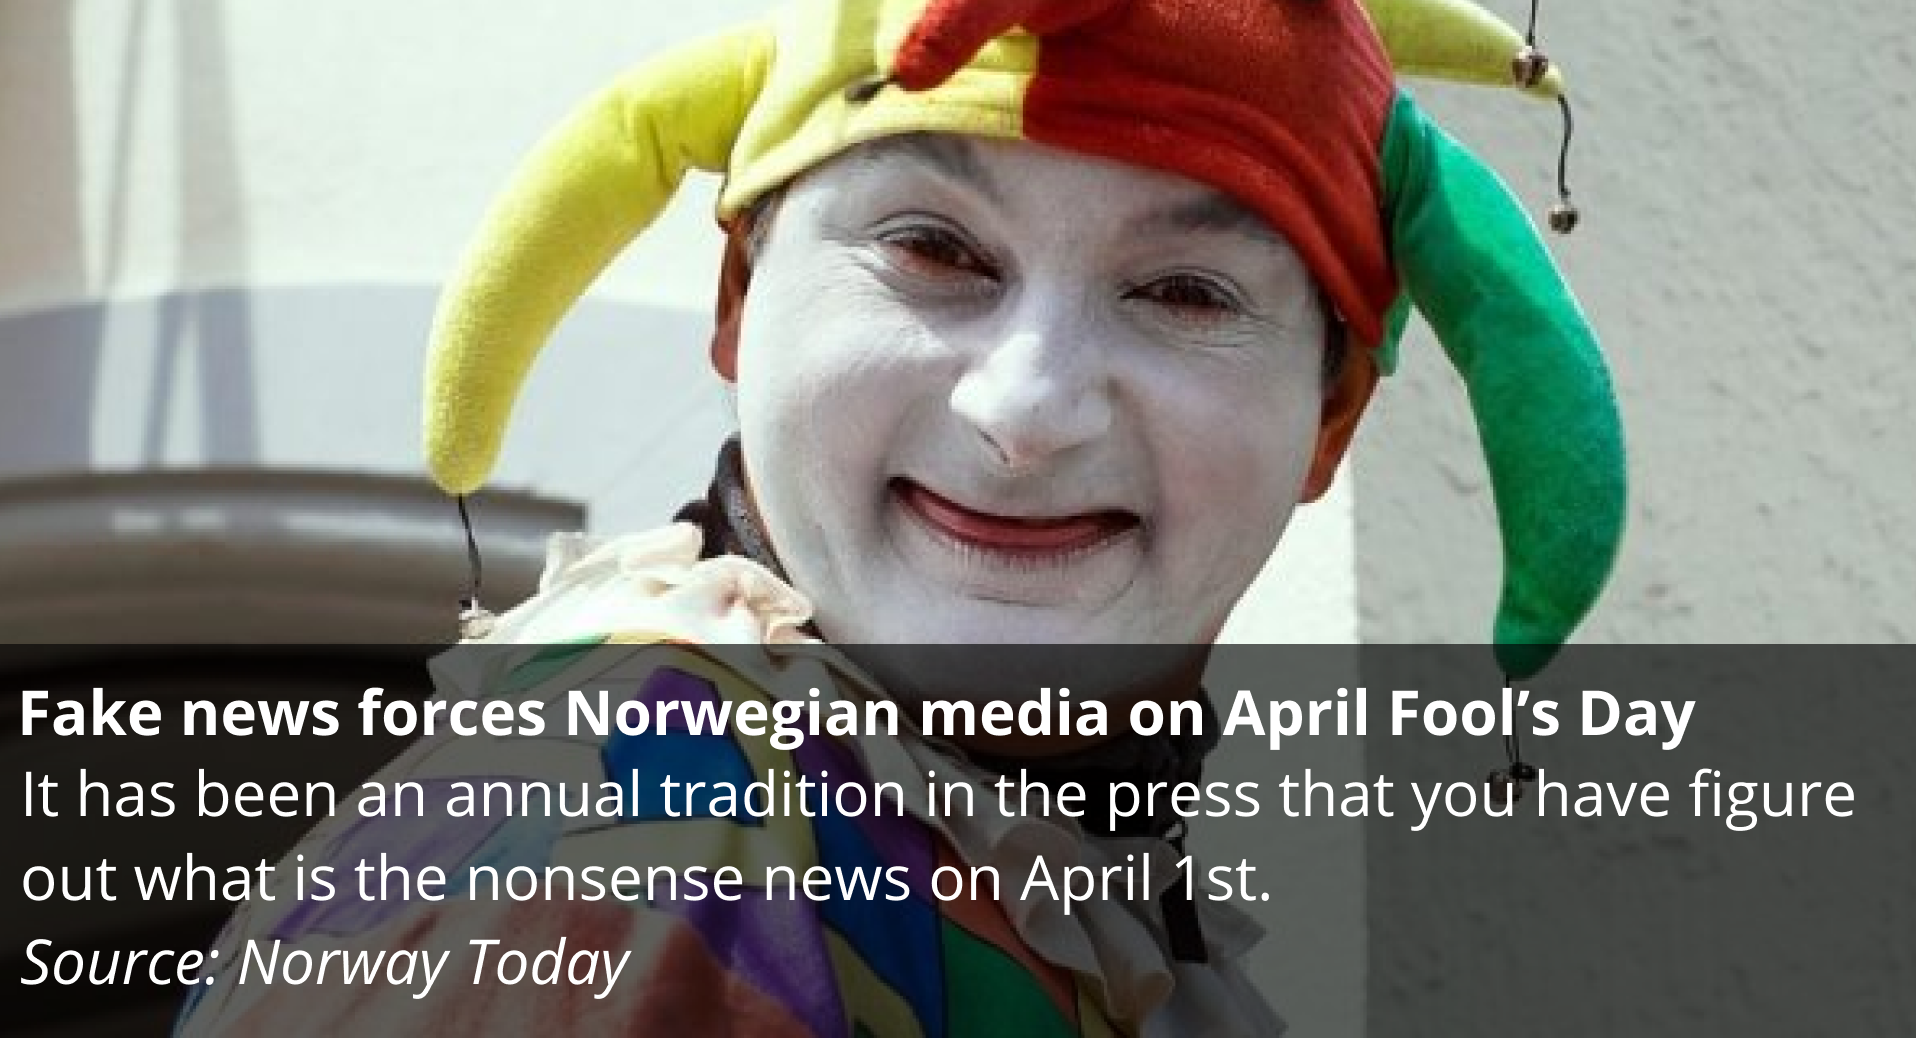 Fake news forces Norwegian media on April Fool’s Day
It has been an annual tradition in the press that you have figure
out what is the nonsense news on April 1st.
Source: Norway Today